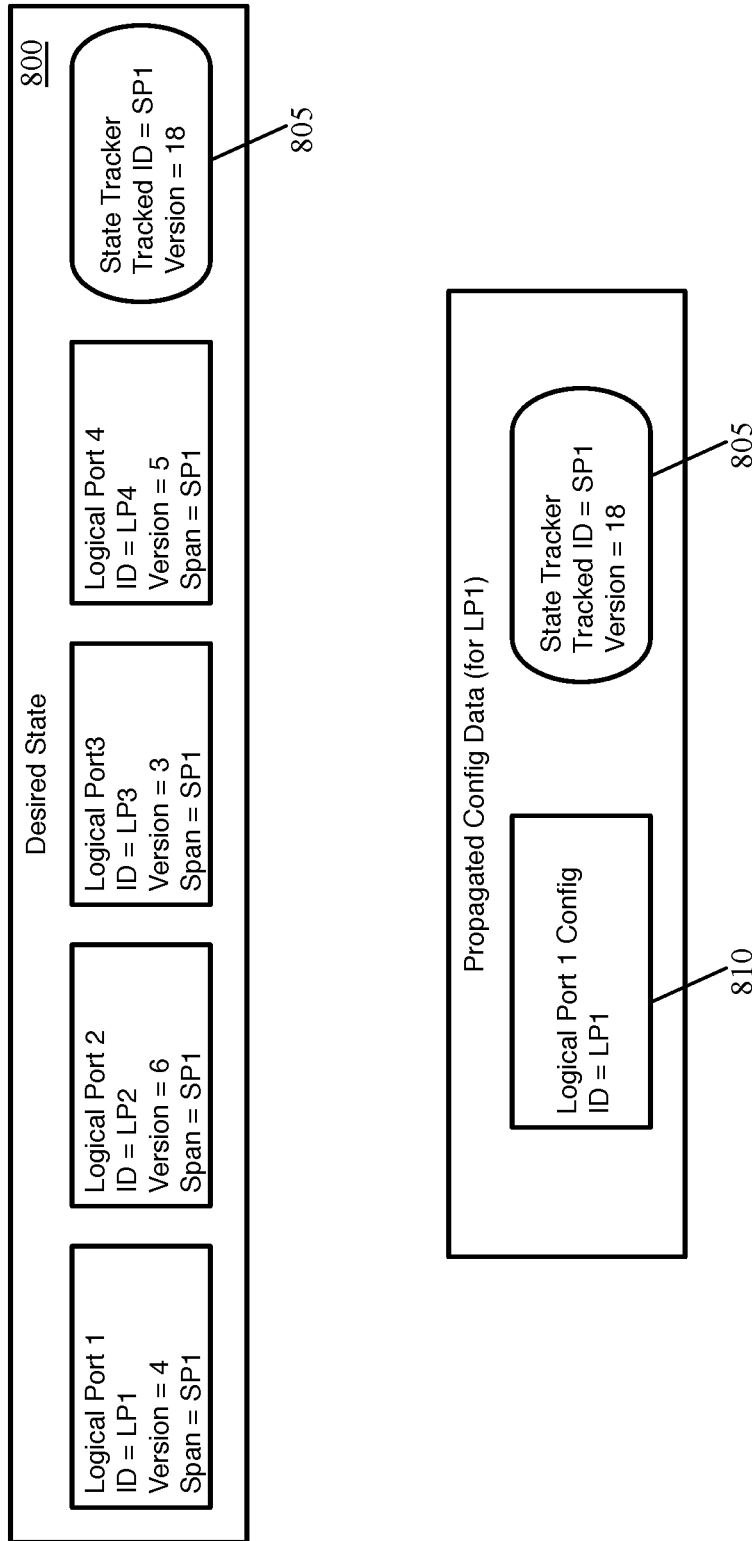 800
Desired State
Logical Port 1
ID = LP1
Version = 4
Span = SP1
Logical Port 2
ID = LP2
Version = 6
Span = SP1
Logical Port3
ID = LP3
Version = 3
Span = SP1
Logical Port 4
ID = LP4
Version = 5
Span = SP1
State Tracker
Tracked ID = SP1
Version = 18
805
Propagated Config Data (for LP1)
Logical Port 1 Config
ID = LP1
State Tracker
Tracked ID = SP1
Version = 18
810
805